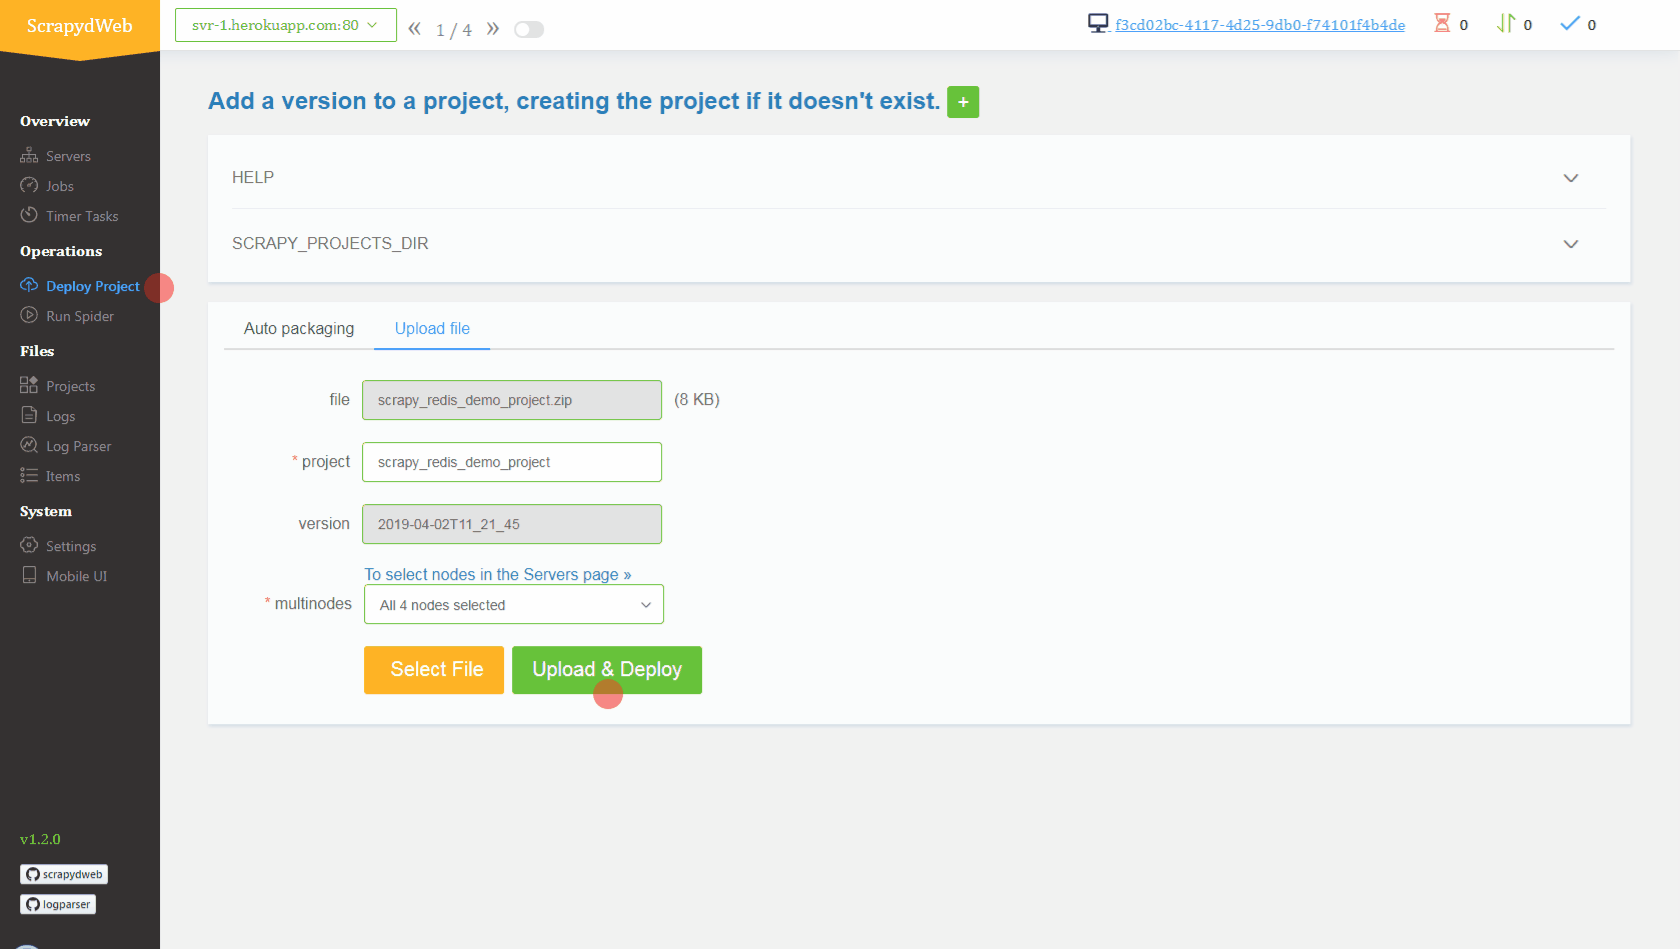 ScrapydWeb
svr-1.herokuapp.com:80
« 1 / 4 »
f3cd02bc-4117-4d25-9db0-f74101f4b4de
0
0
0
Overview
Servers
Jobs
Timer Tasks
Operations
Deploy Project
Run Spider
Files
Projects
Logs
Log Parser
Items
System
Settings
Mobile UI
v1.2.0
scrapydweb
logparser
Add a version to a project, creating the project if it doesn't exist. +
HELP
SCRAPY_PROJECTS_DIR
Auto packaging Upload file
file scrapy_redis_demo_project.zip (8 KB)
* project scrapy_redis_demo_project
version 2019-04-02T11_21_45
To select nodes in the Servers page »
* multinodes All 4 nodes selected
Select File Upload & Deploy